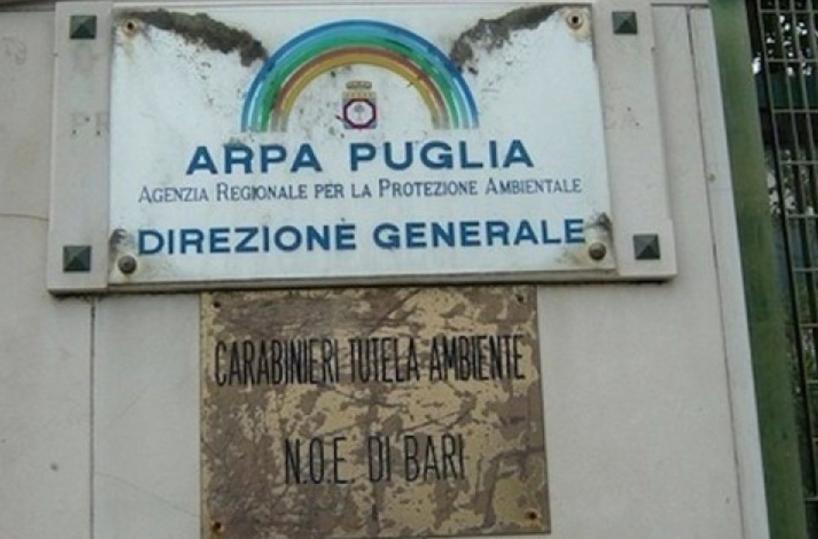 ARPA PUGLIA
AGENZIA REGIONALE PER LA PROTEZIONE AMBIENTALE
DIREZIONE GENERALE
CARABINIERI TUTELA AMBIENTE
N.O.E. DI BARI